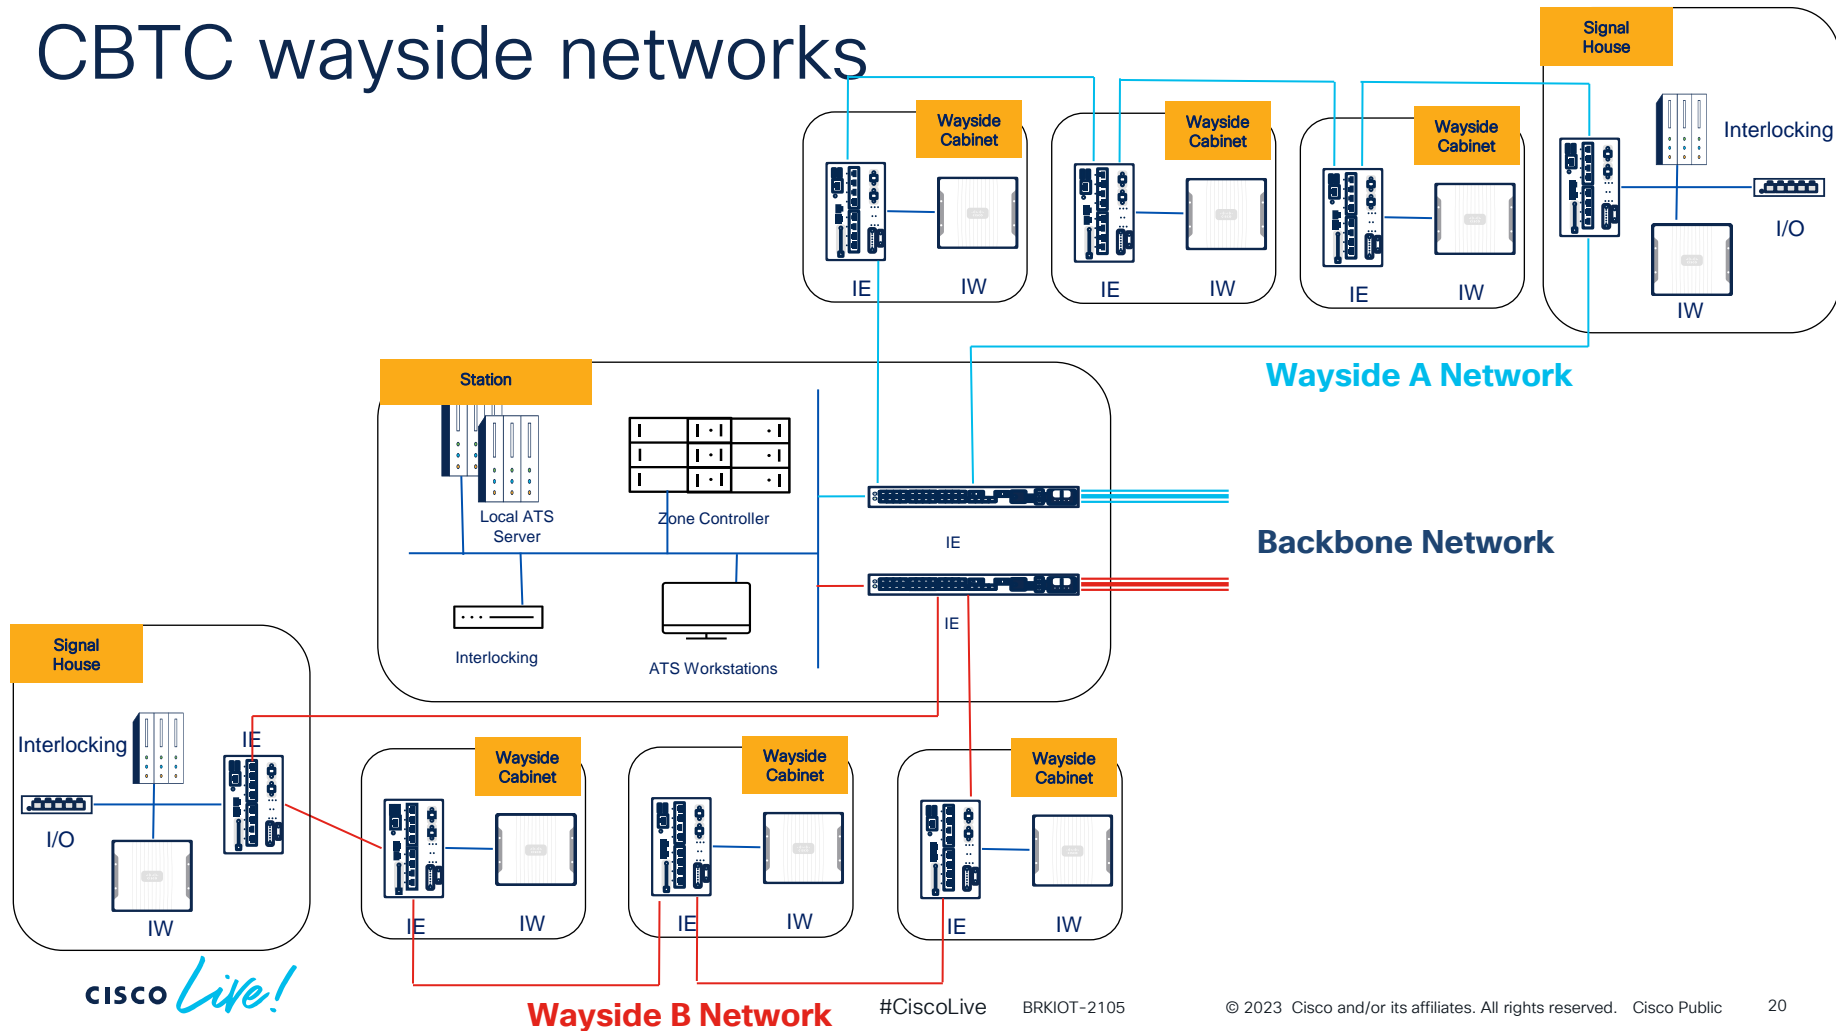 CBTC wayside networks
Signal
House
Wayside
Cabinet
Wayside
Cabinet
Wayside
Cabinet
Interlocking
I/O
IE
IW
IE
IW
IE
IW
IW
Wayside A Network
Station
Local ATS
Server
Zone Controller
IE
Backbone Network
IE
Interlocking
ATS Workstations
Signal
House
Interlocking
IE
I/O
IW
Wayside
Cabinet
Wayside
Cabinet
Wayside
Cabinet
IE
IW
IE
IW
IE
IW
Wayside B Network
CISCO Live!
#CiscoLive
BRKIOT-2105
© 2023 Cisco and/or its affiliates. All rights reserved. Cisco Public
20